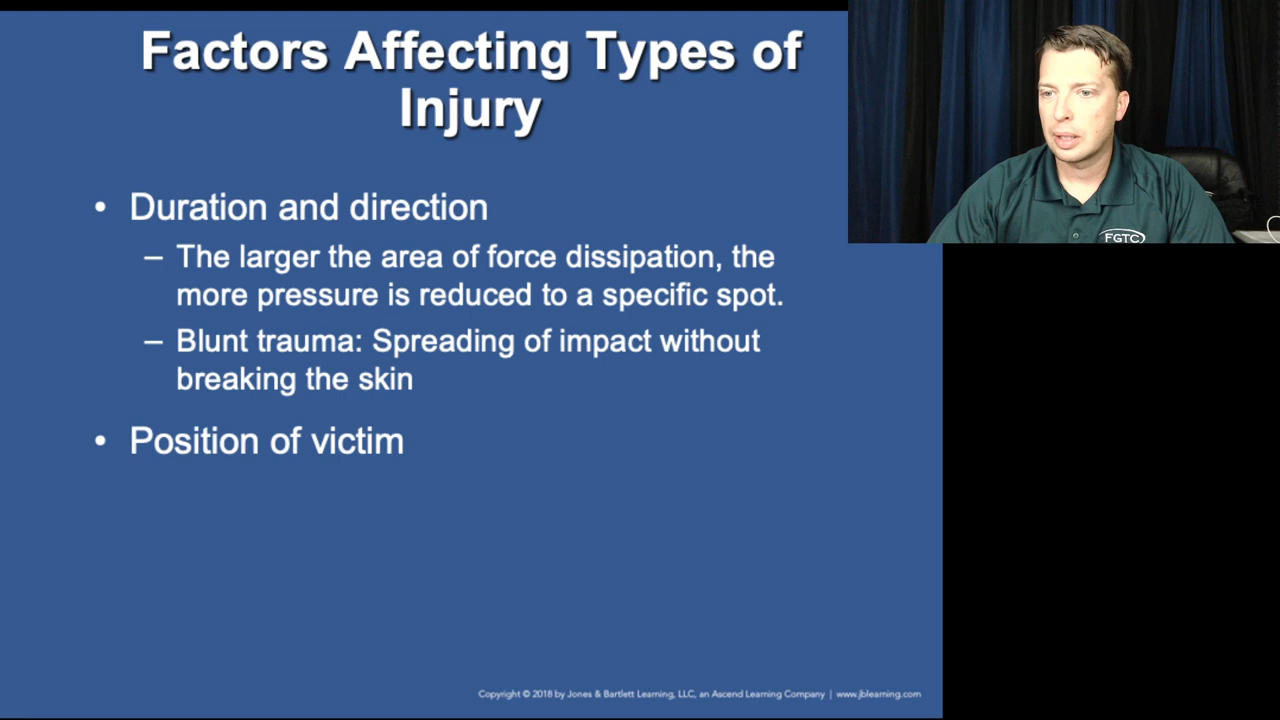 Factors Affecting Types of
Injury
• Duration and direction
– The larger the area of force dissipation, the
more pressure is reduced to a specific spot.
– Blunt trauma: Spreading of impact without
breaking the skin
• Position of victim
FGTC
Copyright © 2018 by Jones & Bartlett Learning, LLC, an Ascend Learning Company | www.jblearning.com